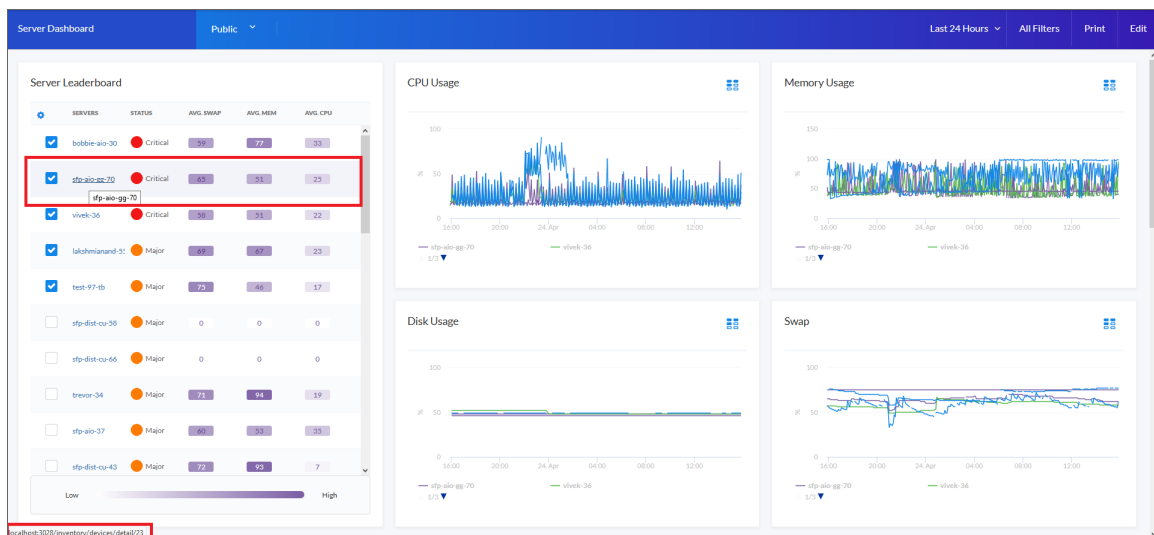 Server Dashboard
Public
Last 24 Hours
All Filters
Print
Edit
Server Leaderboard
SERVERS STATUS AVG. SWAP AVG. MEM AVG. CPU
bobbie-aio-30 Critical 59 77 33
sfp-aio-gg-70 Critical 65 51 25
sfp-aio-gg-70
vivek-36 Critical 58 51 22
lakshmianand-5 Major 69 67 23
test-97-tb Major 75 46 17
sfp-dist-cu-58 Major 0 0 0
sfp-dist-cu-66 Major 0 0 0
trevor-34 Major 71 94 19
sfp-aio-37 Major 60 53 35
sfp-dist-cu-43 Major 72 93 7
Low High
CPU Usage
100
% 50
0
16:00 20:00 24. Apr 04:00 08:00 12:00
sfp-aio-gg-70 vivek-36
1/3
Memory Usage
150
100
% 50
0
16:00 20:00 24. Apr 04:00 08:00 12:00
sfp-aio-gg-70 vivek-36
1/3
Disk Usage
100
% 50
0
16:00 20:00 24. Apr 04:00 08:00 12:00
sfp-aio-gg-70 vivek-36
1/3
Swap
100
% 50
0
16:00 20:00 24. Apr 04:00 08:00 12:00
sfp-aio-gg-70 vivek-36
1/3
localhost:3028/inventory/devices/detail/23